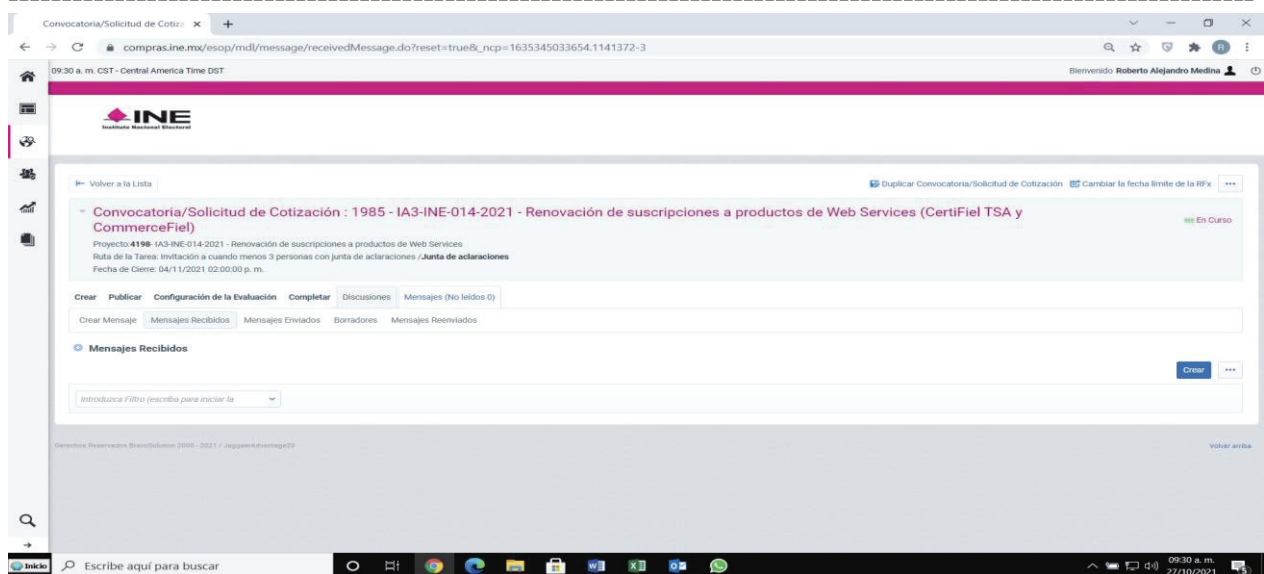 Convocatoria/Solicitud de Cotiza
compras.ine.mx/esop/mdl/message/receivedMessage.do?reset=true&_ncp=1635345033654.1141372-3
R
09:30 a. m. CST - Central America Time DST
Bienvenido Roberto Alejandro Medina
INE
Instituto Nacional Electoral
Volver a la Lista
Duplicar Convocatoria/Solicitud de Cotización Cambiar la fecha límite de la RFx
Convocatoria/Solicitud de Cotización : 1985 - IA3-INE-014-2021 - Renovación de suscripciones a productos de Web Services (CertiFiel TSA y
CommerceFiel)
En Curso
Proyecto:4198- IA3-INE-014-2021 - Renovación de suscripciones a productos de Web Services
Ruta de la Tarea: Invitación a cuando menos 3 personas con junta de aclaraciones /Junta de aclaraciones
Fecha de Cierre: 04/11/2021 02:00:00 p. m.
Crear Publicar Configuración de la Evaluación Completar Discusiones Mensajes (No leídos 0)
Crear Mensaje Mensajes Recibidos Mensajes Enviados Borradores Mensajes Reenviados
Mensajes Recibidos
Crear
Introduzca Filtro (escriba para iniciar la
Derechos Reservados BravoSolution 2000 - 2021 / JaggaerAdvantage
Volver arriba
Inicio
Escribe aquí para buscar
09:30 a. m.
27/10/2021